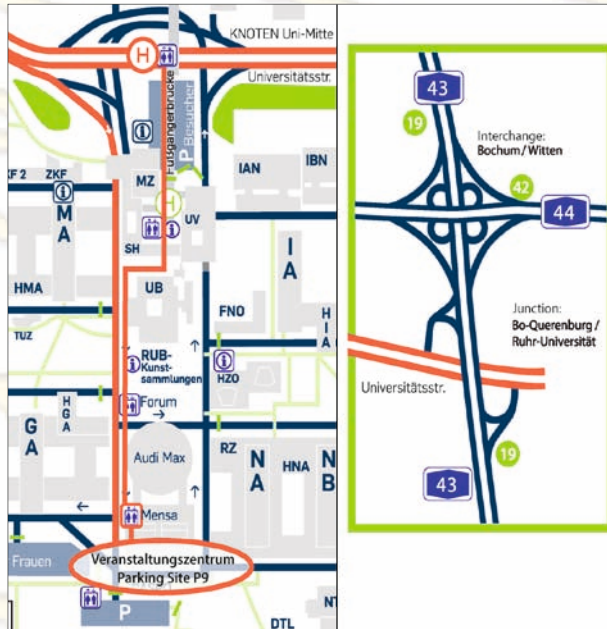 KNOTEN Uni-Mitte
H
Universitätsstr.
Fußgängerbrücke
P Besucher
i
KF 2
ZKF
i
MZ
IAN
IBN
MA
H
UV
i
SH
IA
HMA
UB
FNO
HIA
TUZ
RUB-
Kunst-
sammlungen
i
i
HZO
HGA
Forum
GA
Audi Max
RZ
NA
HNA
NB
Mensa
Frauen
Veranstaltungszentrum
Parking Site P9
P
DTL
43
19
Interchange:
Bochum/Witten
42
44
Junction:
Bo-Querenburg/
Ruhr-Universität
Universitätsstr.
19
43